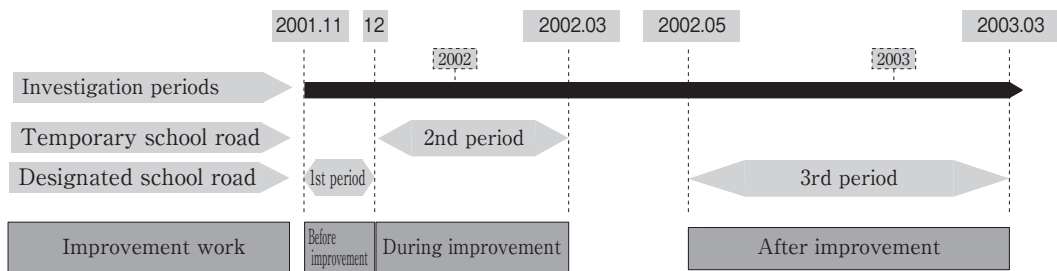 2001.11 12 2002.03 2002.05 2003.03
2002 2003
Investigation periods
Temporary school road 2nd period
Designated school road 1st period 3rd period
Improvement work Before improvement During improvement After improvement